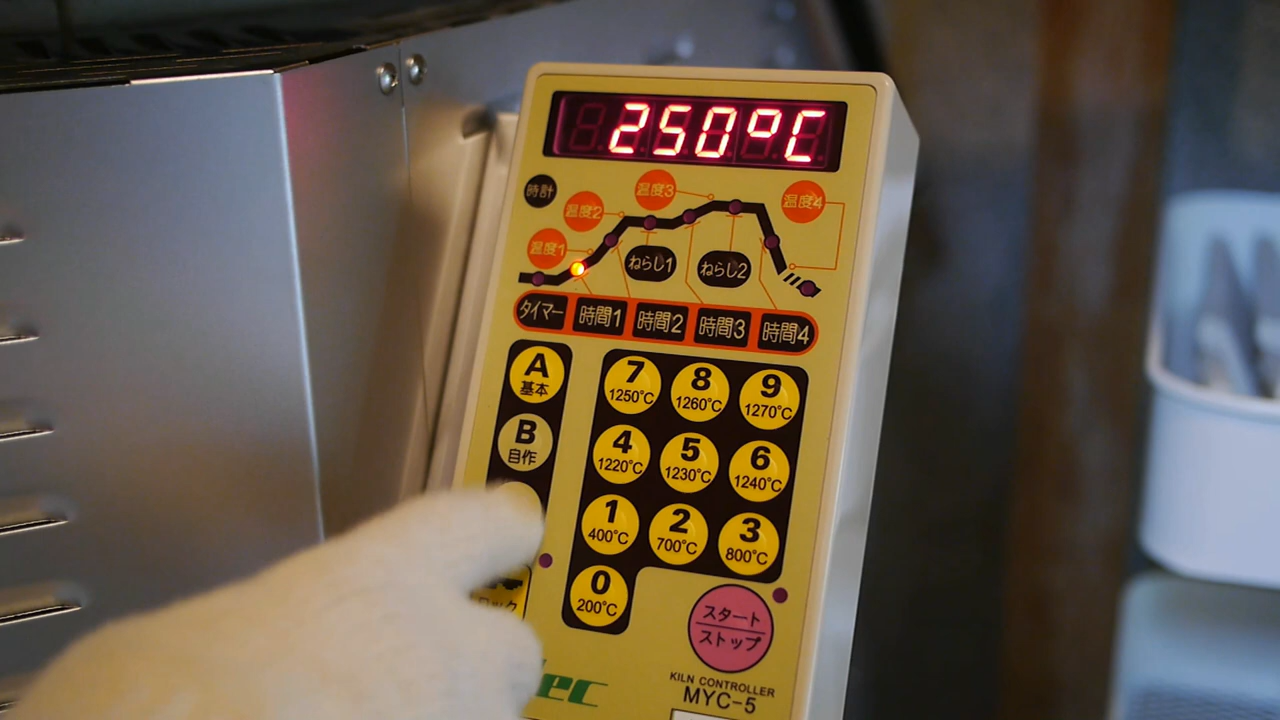 250°C
時計
温度1
温度2
温度3
温度4
ねらし1
ねらし2
タイマー
時間1
時間2
時間3
時間4
A
基本
B
自作
7
1250°C
8
1260°C
9
1270°C
4
1220°C
5
1230°C
6
1240°C
1
400°C
2
700°C
3
800°C
0
200°C
スタート
ストップ
KILN CONTROLLER
MYC-5